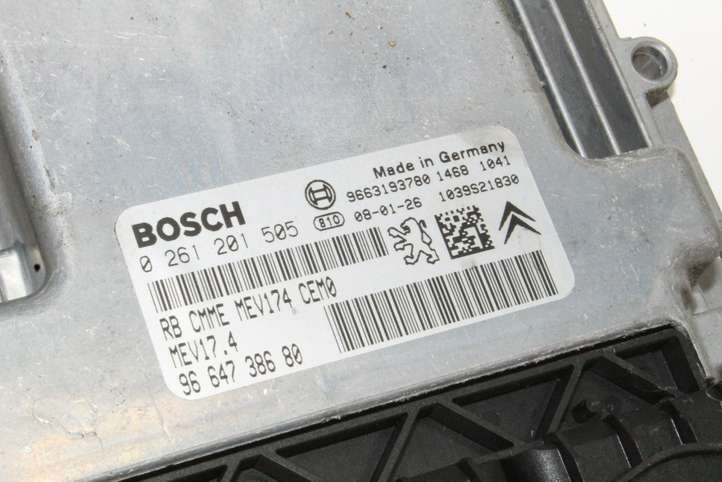 Made in Germany
BOSCH
9663193780 1468 1041
810 08-01-26 1039S21830
0 261 201 505
RB CMME MEV174 CEM0
MEV17.4
96 647 386 80